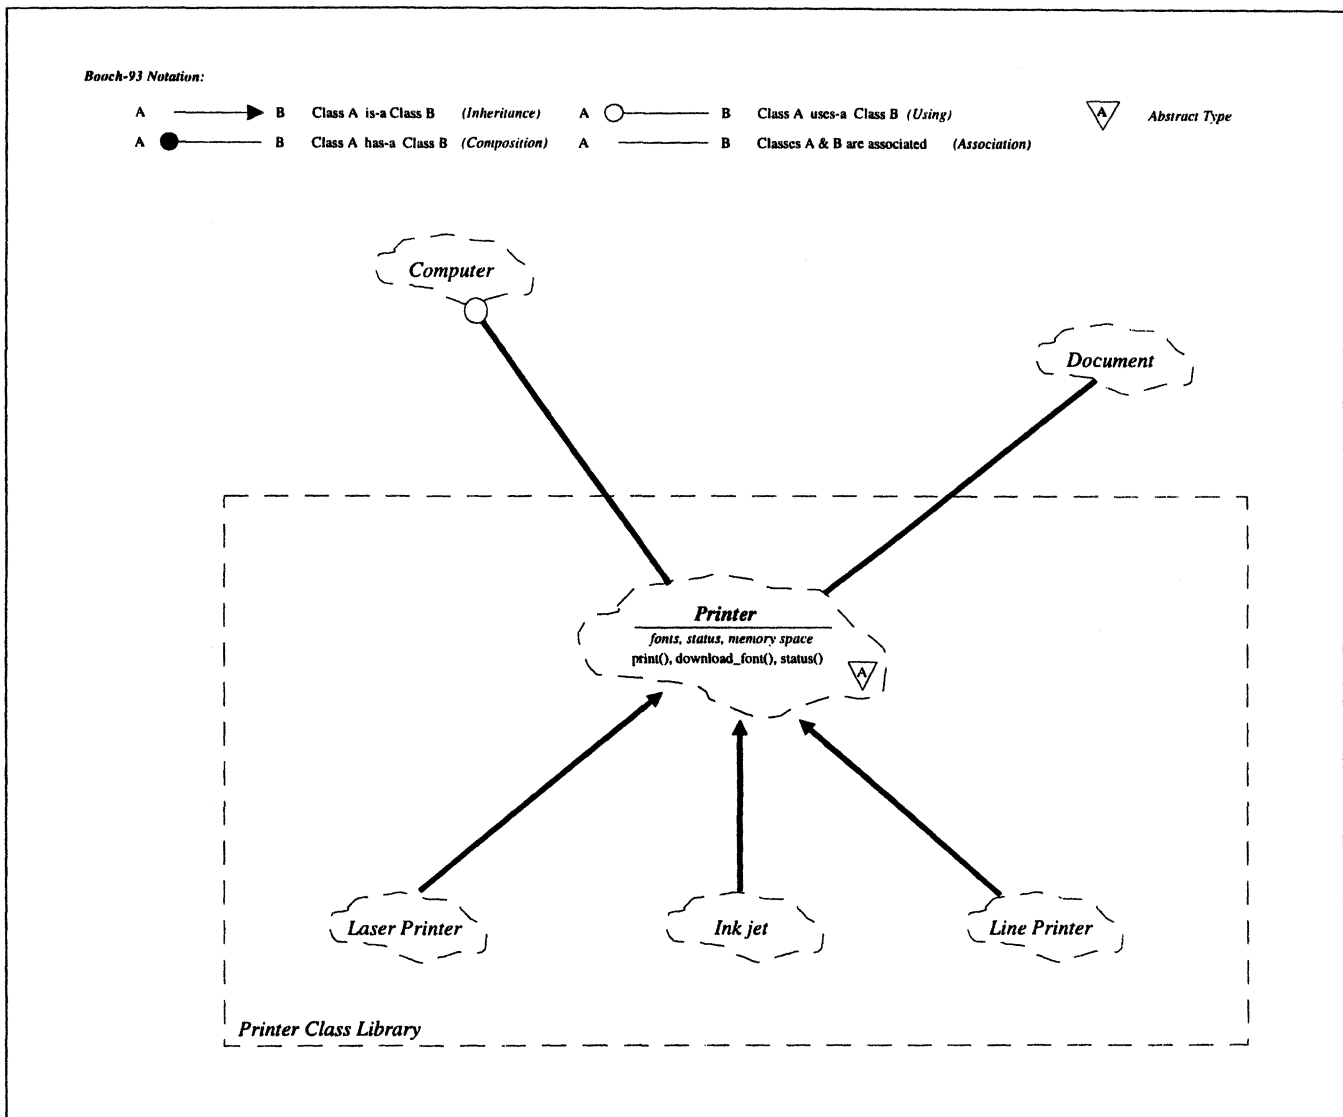 Booch-93 Notation:
A B Class A is-a Class B (Inheritance) A B Class A uses-a Class B (Using) A Abstract Type
A B Class A has-a Class B (Composition) A B Classes A & B are associated (Association)
Computer
Document
Printer
fonts, status, memory space
print(), download_font(), status()
A
Laser Printer
Ink jet
Line Printer
Printer Class Library